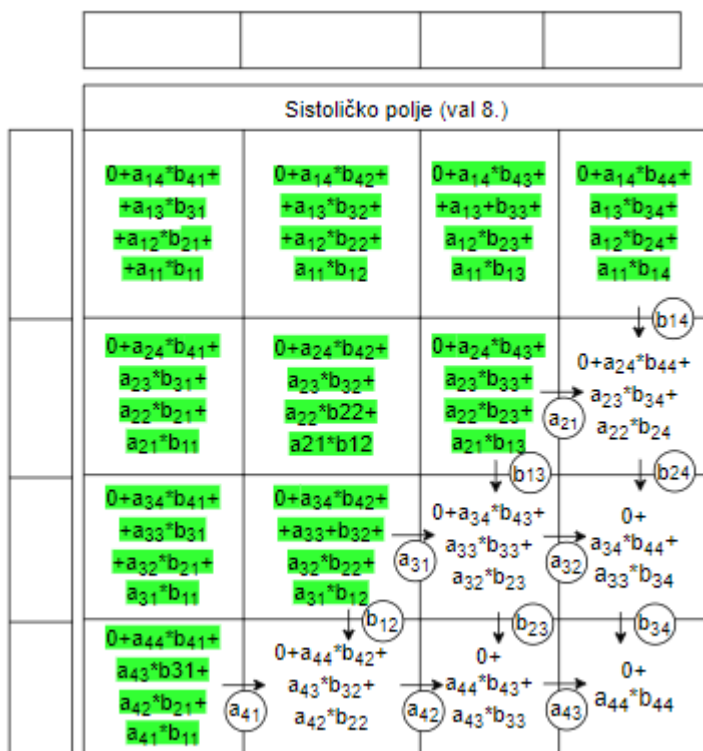 Sistoličko polje (val 8.)
0+a14*b41+
+a13*b31
+a12*b21+
+a11*b11
0+a14*b42+
+a13*b32+
+a12*b22+
a11*b12
0+a14*b43+
+a13+b33+
a12*b23+
a11*b13
0+a14*b44+
a13*b34+
a12*b24+
a11*b14
b14
0+a24*b41+
a23*b31+
a22*b21+
a21*b11
0+a24*b42+
a23*b32+
a22*b22+
a21*b12
0+a24*b43+
a23*b33+
a22*b23+
a21*b13
a21
0+a24*b44+
a23*b34+
a22*b24
b13
b24
0+a34*b41+
+a33*b31
+a32*b21+
a31*b11
0+a34*b42+
+a33+b32+
a32*b22+
a31*b12
a31
0+a34*b43+
a33*b33+
a32*b23
a32
0+
a34*b44+
a33*b34
b12
b23
b34
0+a44*b41+
a43*b31+
a42*b21+
a41*b11
a41
0+a44*b42+
a43*b32+
a42*b22
a42
0+
a44*b43+
a43*b33
a43
0+
a44*b44